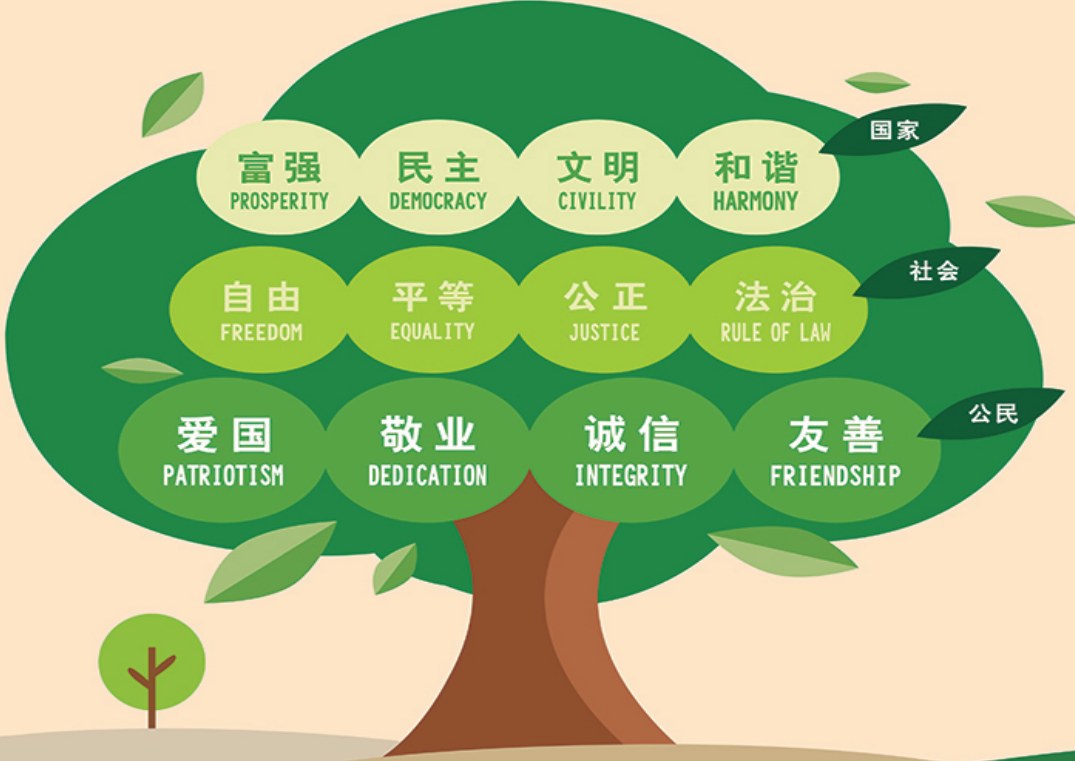 富强 民主 文明 和谐 国家
PROSPERITY DEMOCRACY CIVILITY HARMONY
自由 平等 公正 法治 社会
FREEDOM EQUALITY JUSTICE RULE OF LAW
爱国 敬业 诚信 友善 公民
PATRIOTISM DEDICATION INTEGRITY FRIENDSHIP